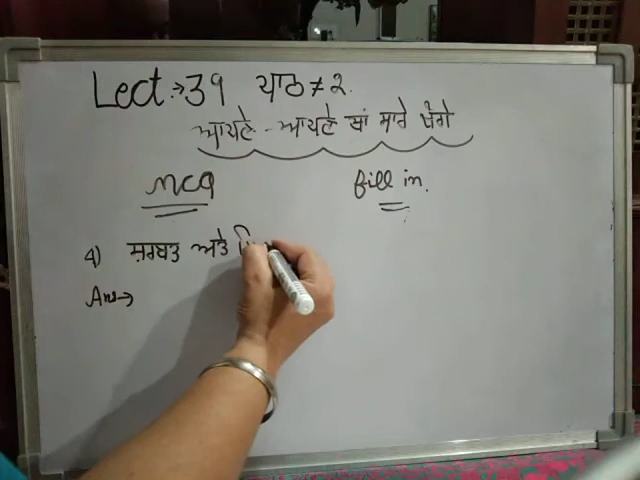 Lect:→39 ਪਾਠ ≠ 2.
ਆਪਣੇ - ਆਪਣੇ ਥਾਂ ਸਾਰੇ ਚੰਗੇ
MCQ
fill in.
4) ਸ਼ਰਬਤ ਅਤੇ
Ans→